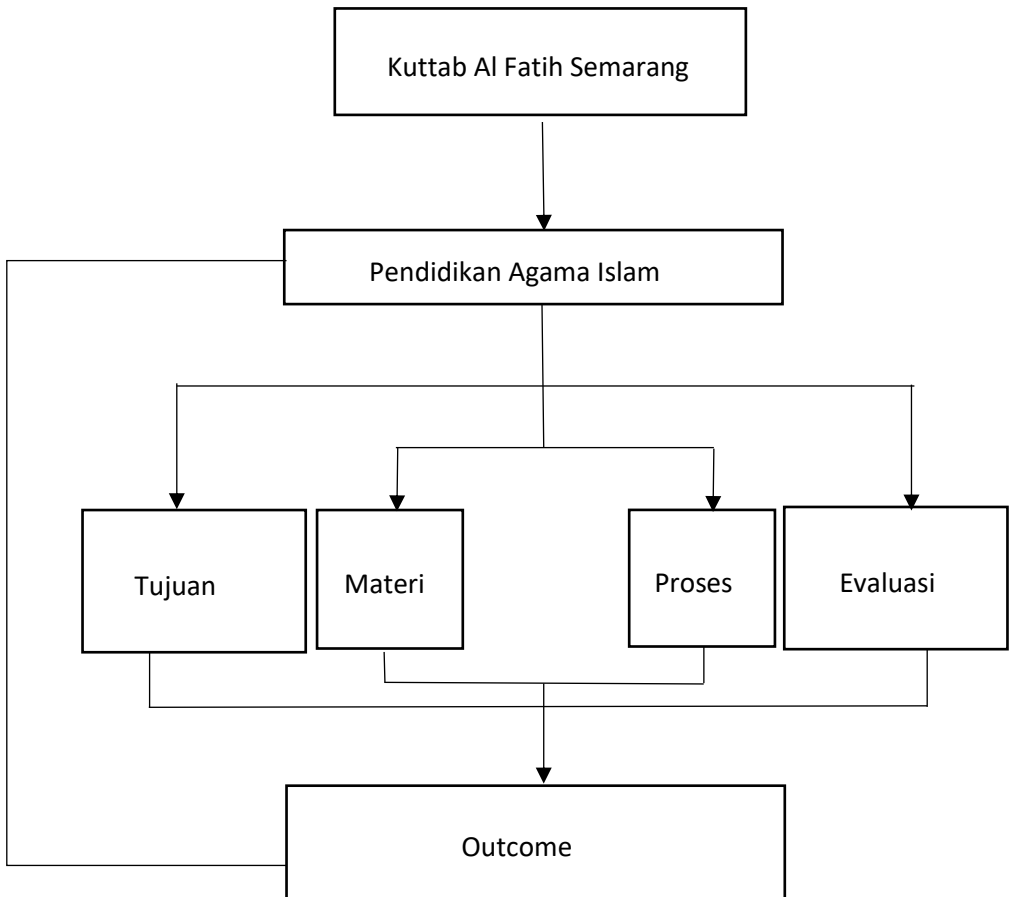 Kuttab Al Fatih Semarang
Pendidikan Agama Islam
Tujuan
Materi
Proses
Evaluasi
Outcome